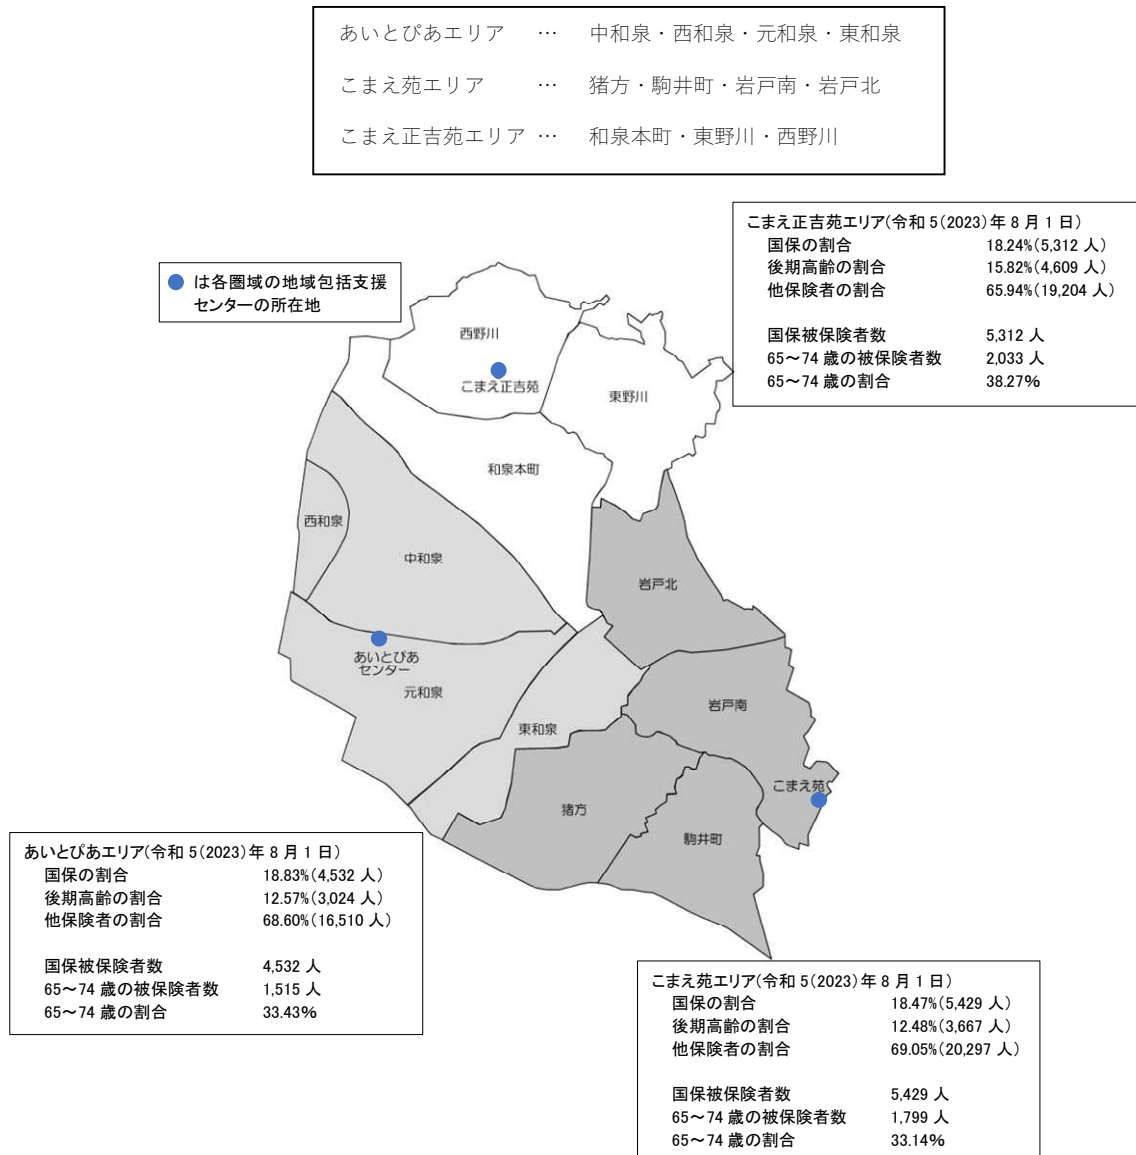 あいとぴあエリア … 中和泉・西和泉・元和泉・東和泉
こまえ苑エリア … 猪方・駒井町・岩戸南・岩戸北
こまえ正吉苑エリア … 和泉本町・東野川・西野川
こまえ正吉苑エリア(令和5(2023)年8月1日)
国保の割合 18.24%(5,312人)
後期高齢の割合 15.82%(4,609人)
他保険者の割合 65.94%(19,204人)
国保被保険者数 5,312人
65～74歳の被保険者数 2,033人
65～74歳の割合 38.27%
●は各圏域の地域包括支援
センターの所在地
西野川
こまえ正吉苑
東野川
和泉本町
西和泉
中和泉
岩戸北
あいとぴあ
センター
元和泉
岩戸南
東和泉
こまえ苑
猪方
駒井町
あいとぴあエリア(令和5(2023)年8月1日)
国保の割合 18.83%(4,532人)
後期高齢の割合 12.57%(3,024人)
他保険者の割合 68.60%(16,510人)
国保被保険者数 4,532人
65～74歳の被保険者数 1,515人
65～74歳の割合 33.43%
こまえ苑エリア(令和5(2023)年8月1日)
国保の割合 18.47%(5,429人)
後期高齢の割合 12.48%(3,667人)
他保険者の割合 69.05%(20,297人)
国保被保険者数 5,429人
65～74歳の被保険者数 1,799人
65～74歳の割合 33.14%